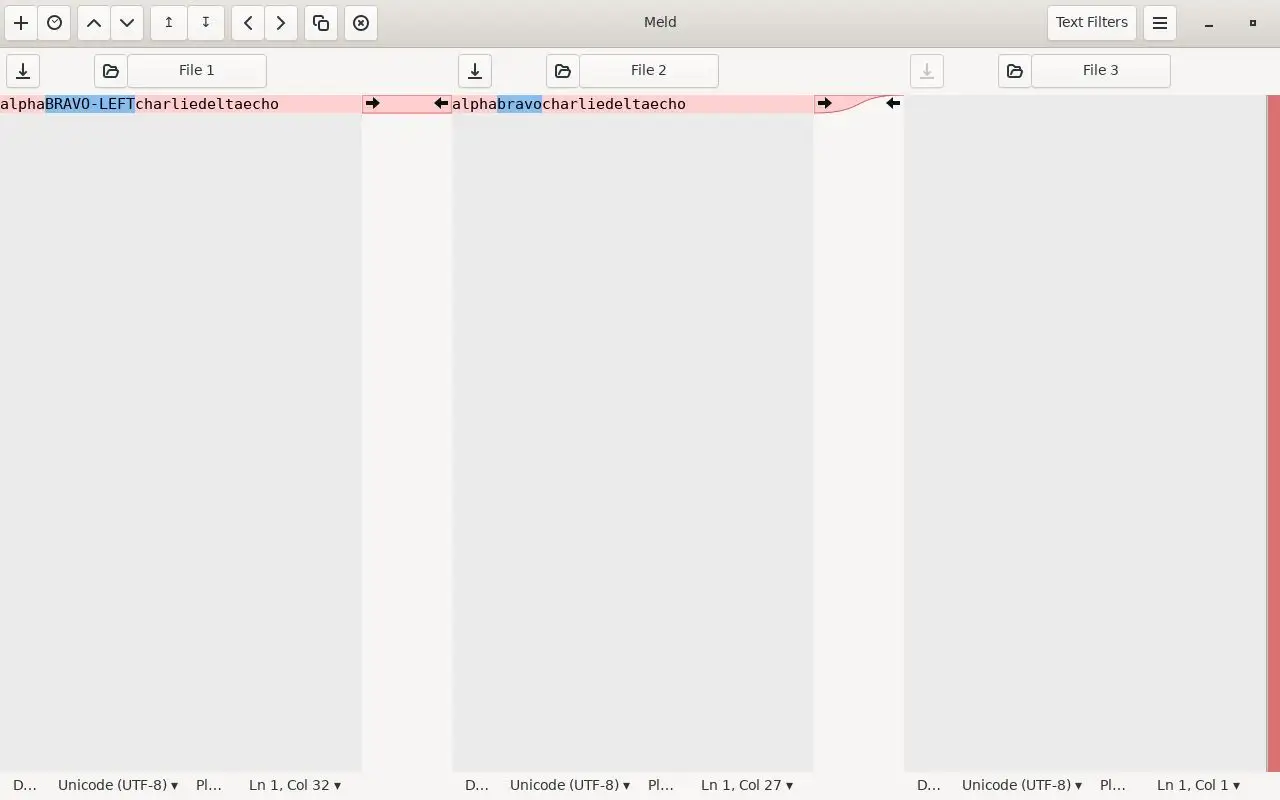 Meld
Text Filters
File 1
File 2
File 3
alphaBRAVO-LEFTcharliedeltaecho
alphabravocharliedeltaecho
D... Unicode (UTF-8) ▾ Pl... Ln 1, Col 32 ▾
D... Unicode (UTF-8) ▾ Pl... Ln 1, Col 27 ▾
D... Unicode (UTF-8) ▾ Pl... Ln 1, Col 1 ▾